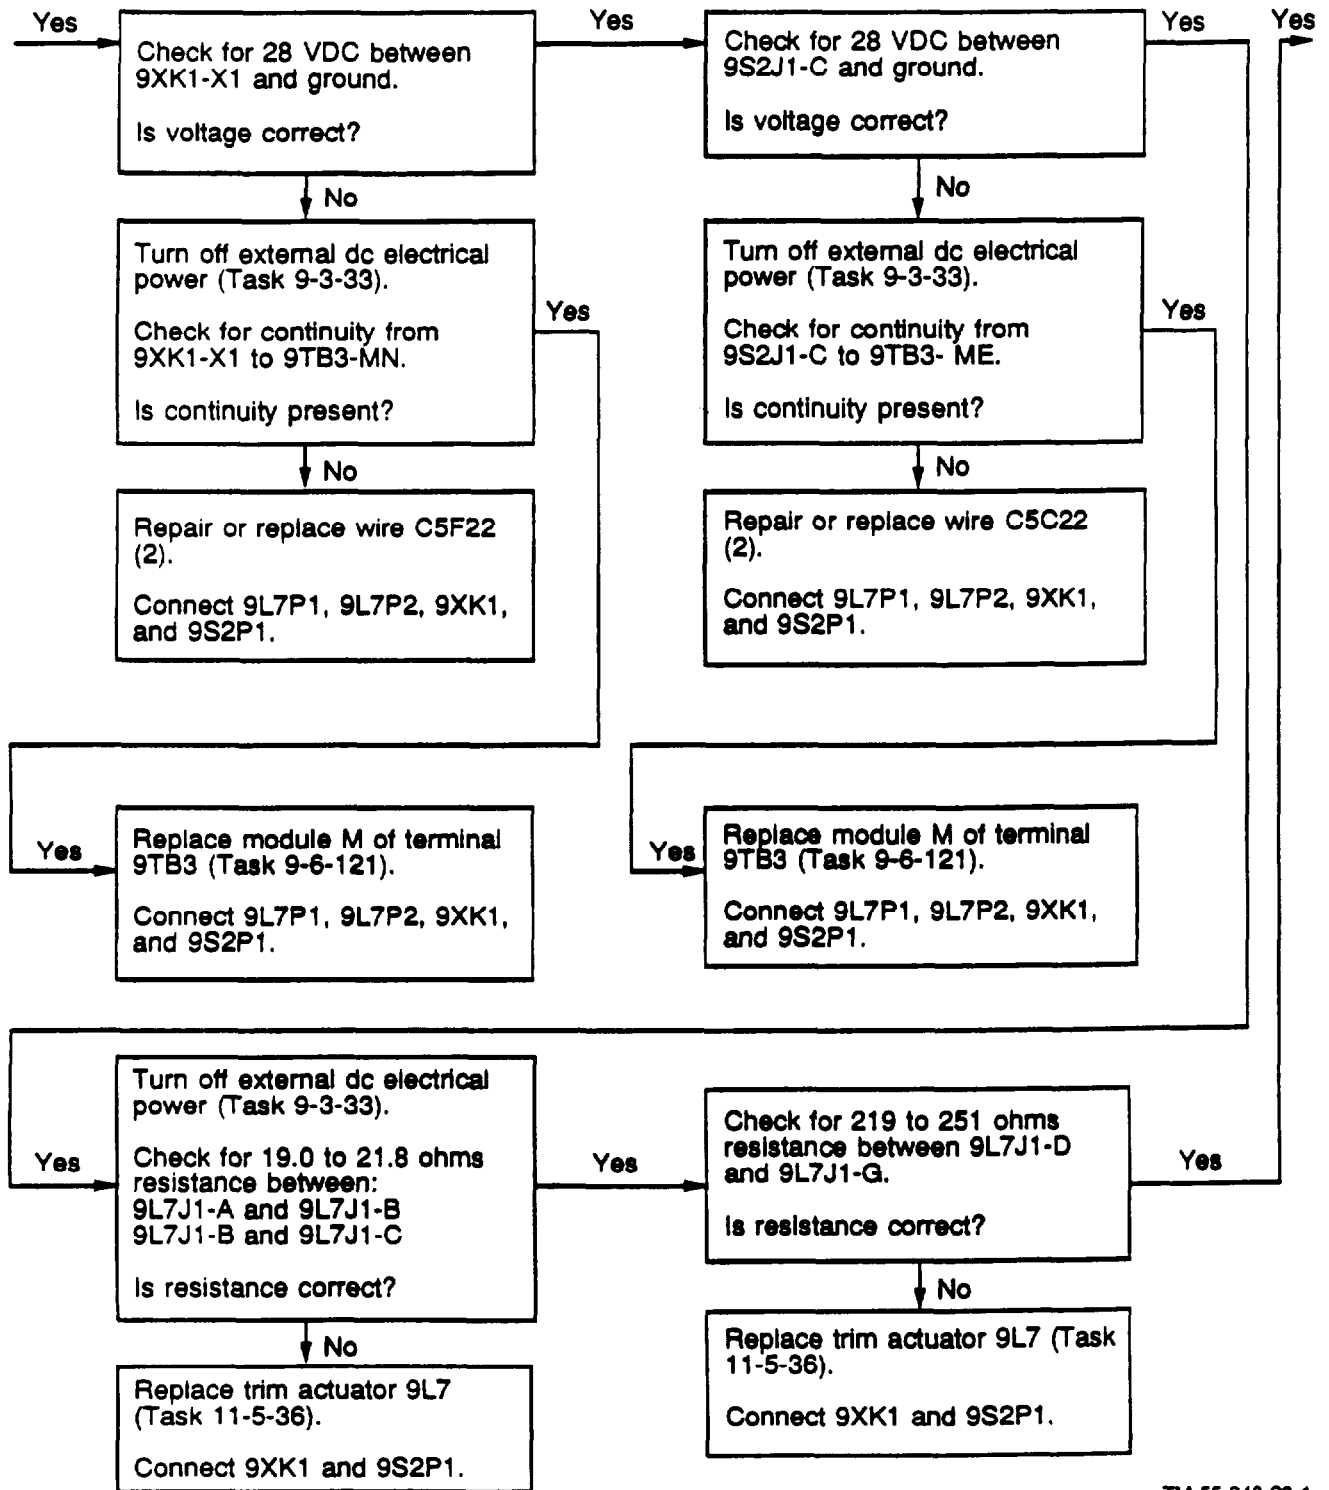 Yes
Check for 28 VDC between
9XK1-X1 and ground.
Is voltage correct?
Yes
Check for 28 VDC between
9S2J1-C and ground.
Is voltage correct?
Yes
Yes
No
Turn off external dc electrical
power (Task 9-3-33).
Check for continuity from
9XK1-X1 to 9TB3-MN.
Is continuity present?
Yes
No
Turn off external dc electrical
power (Task 9-3-33).
Check for continuity from
9S2J1-C to 9TB3- ME.
Is continuity present?
Yes
No
Repair or replace wire C5F22
(2).
Connect 9L7P1, 9L7P2, 9XK1,
and 9S2P1.
No
Repair or replace wire C5C22
(2).
Connect 9L7P1, 9L7P2, 9XK1,
and 9S2P1.
Yes
Replace module M of terminal
9TB3 (Task 9-6-121).
Connect 9L7P1, 9L7P2, 9XK1,
and 9S2P1.
Yes
Replace module M of terminal
9TB3 (Task 9-6-121).
Connect 9L7P1, 9L7P2, 9XK1,
and 9S2P1.
Yes
Turn off external dc electrical
power (Task 9-3-33).
Check for 19.0 to 21.8 ohms
resistance between:
9L7J1-A and 9L7J1-B
9L7J1-B and 9L7J1-C
Is resistance correct?
Yes
Check for 219 to 251 ohms
resistance between 9L7J1-D
and 9L7J1-G.
Is resistance correct?
Yes
No
Replace trim actuator 9L7
(Task 11-5-36).
Connect 9XK1 and 9S2P1.
No
Replace trim actuator 9L7 (Task
11-5-36).
Connect 9XK1 and 9S2P1.